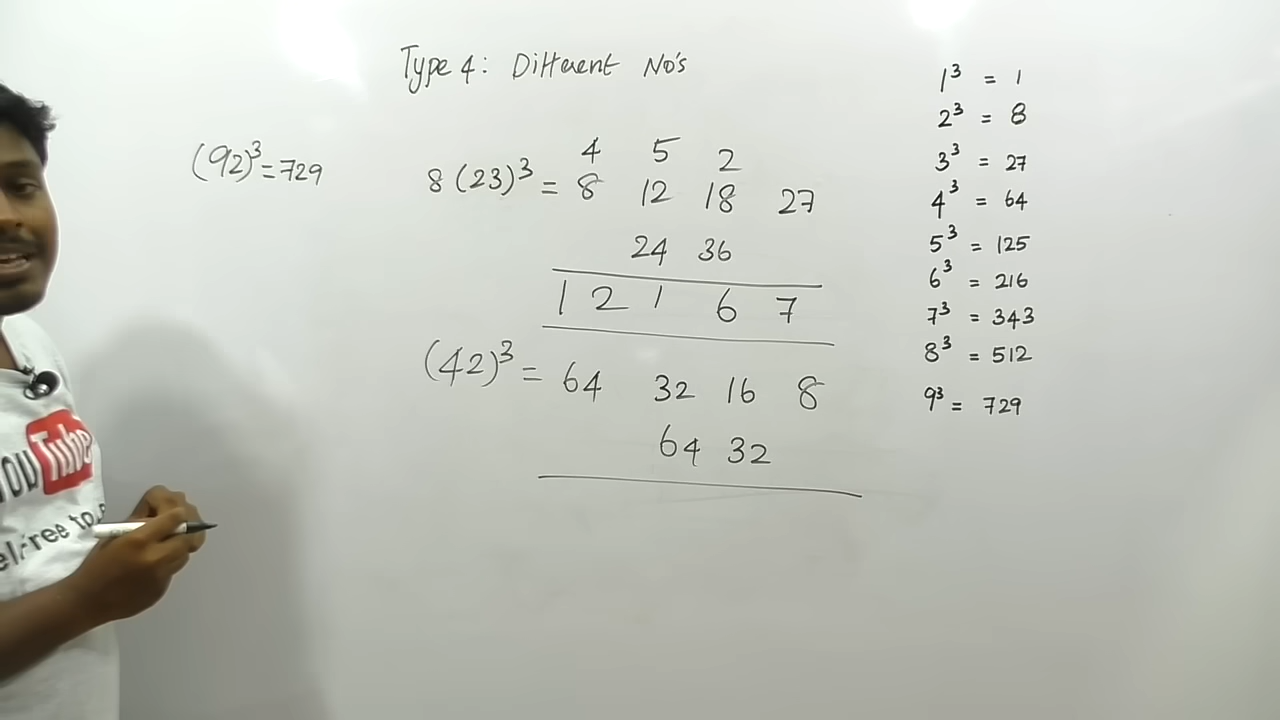 Type 4: Different No's
(92)³ = 729
4 5 2
8 (23)³ = 8 12 18 27
24 36
1 2 1 6 7
(42)³ = 64 32 16 8
64 32
1³ = 1
2³ = 8
3³ = 27
4³ = 64
5³ = 125
6³ = 216
7³ = 343
8³ = 512
9³ = 729
YouTube